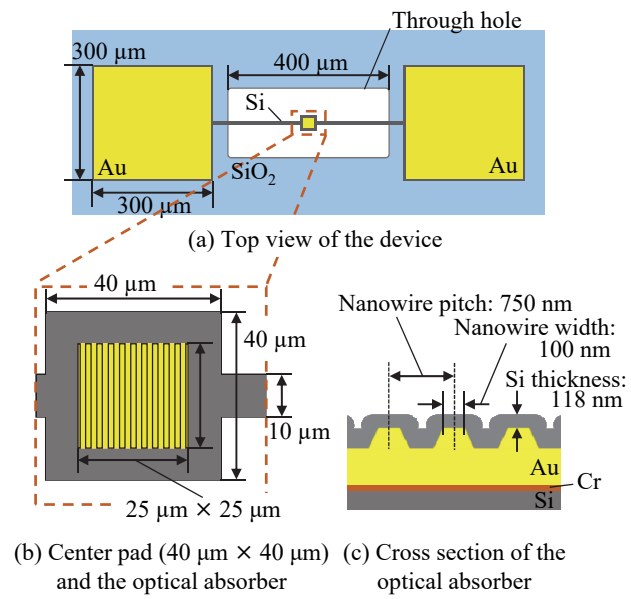 Through hole
300 µm
400 µm
Si
Au
SiO2
Au
300 µm
(a) Top view of the device
40 µm
40 µm
10 µm
25 µm × 25 µm
(b) Center pad (40 µm × 40 µm)
and the optical absorber
Nanowire pitch: 750 nm
Nanowire width:
100 nm
Si thickness:
118 nm
Au
Cr
Si
(c) Cross section of the
optical absorber